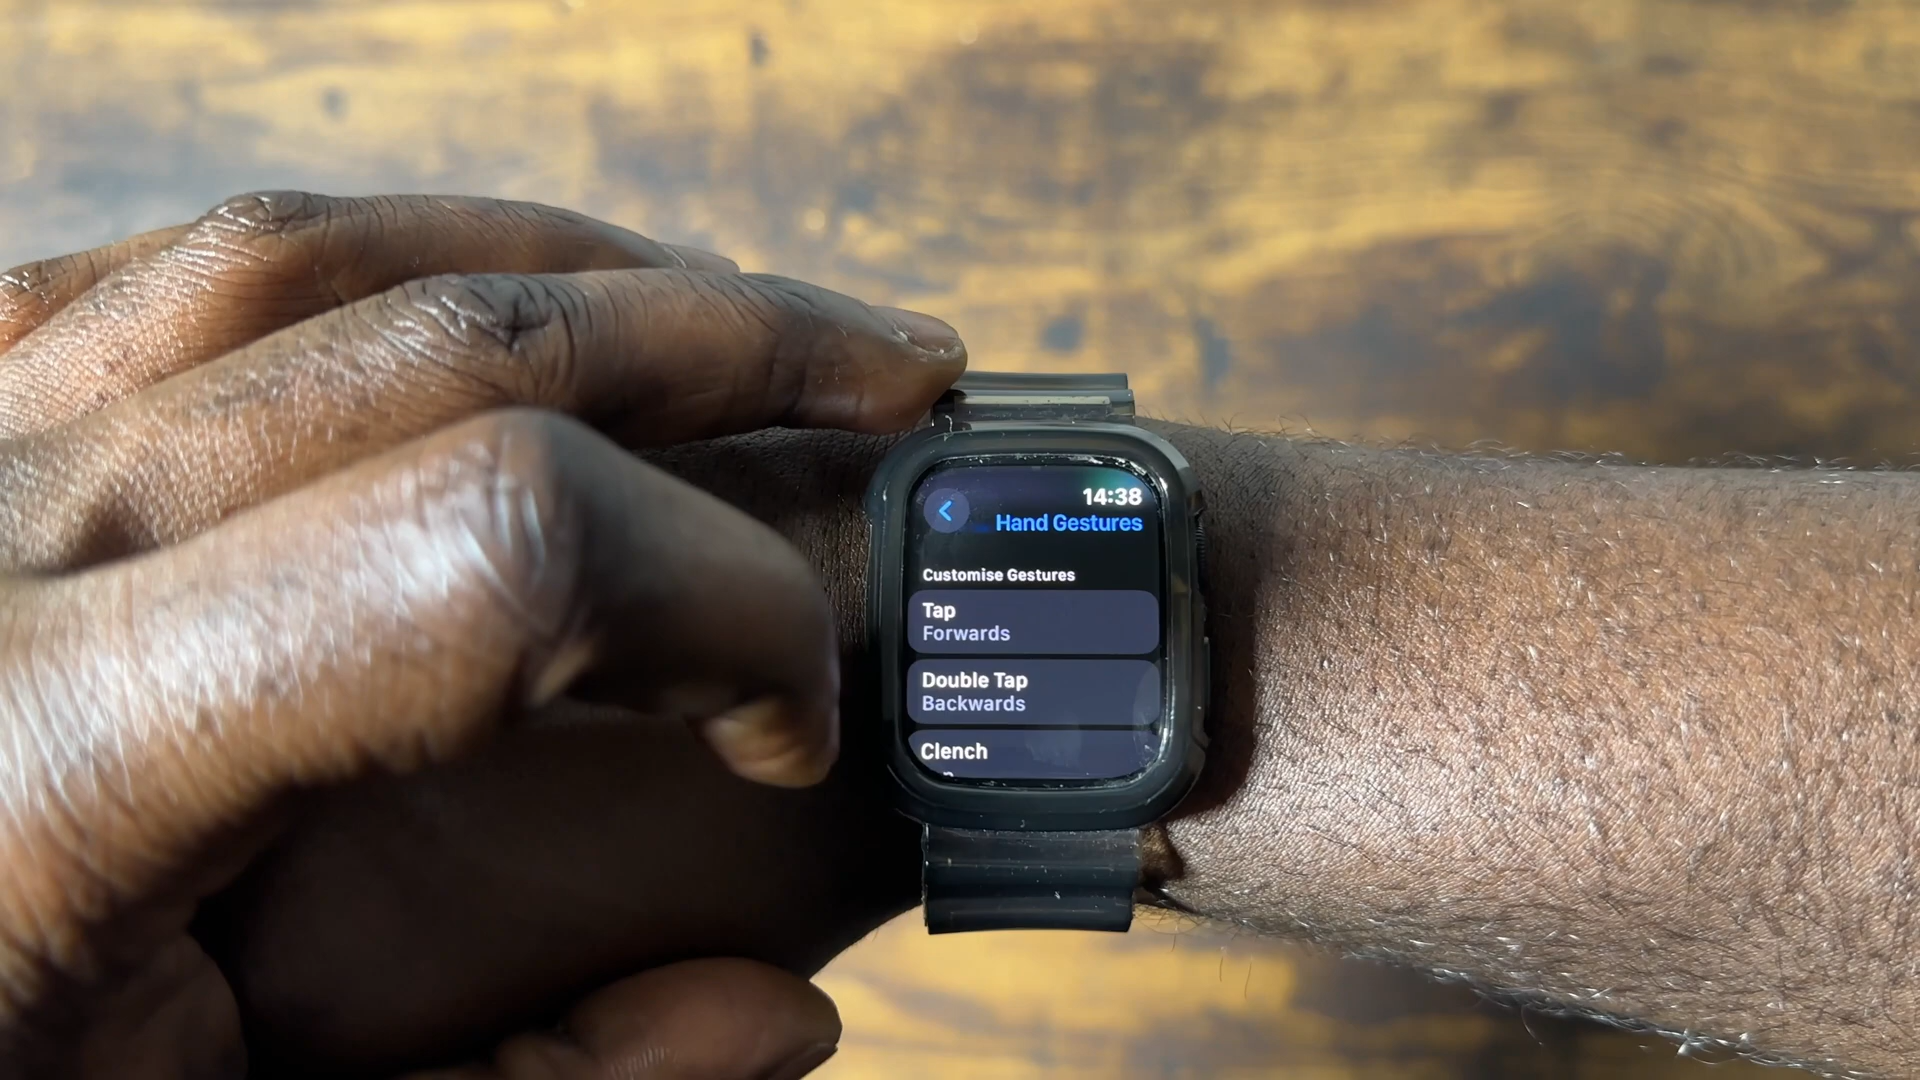 14:38
Hand Gestures
Customise Gestures
Tap
Forwards
Double Tap
Backwards
Clench